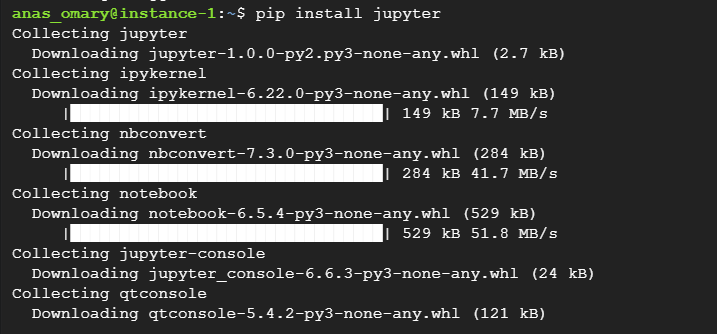 anas_omary@instance-1:~$ pip install jupyter
Collecting jupyter
  Downloading jupyter-1.0.0-py2.py3-none-any.whl (2.7 kB)
Collecting ipykernel
  Downloading ipykernel-6.22.0-py3-none-any.whl (149 kB)
     |████████████████████████████████| 149 kB 7.7 MB/s
Collecting nbconvert
  Downloading nbconvert-7.3.0-py3-none-any.whl (284 kB)
     |████████████████████████████████| 284 kB 41.7 MB/s
Collecting notebook
  Downloading notebook-6.5.4-py3-none-any.whl (529 kB)
     |████████████████████████████████| 529 kB 51.8 MB/s
Collecting jupyter-console
  Downloading jupyter_console-6.6.3-py3-none-any.whl (24 kB)
Collecting qtconsole
  Downloading qtconsole-5.4.2-py3-none-any.whl (121 kB)